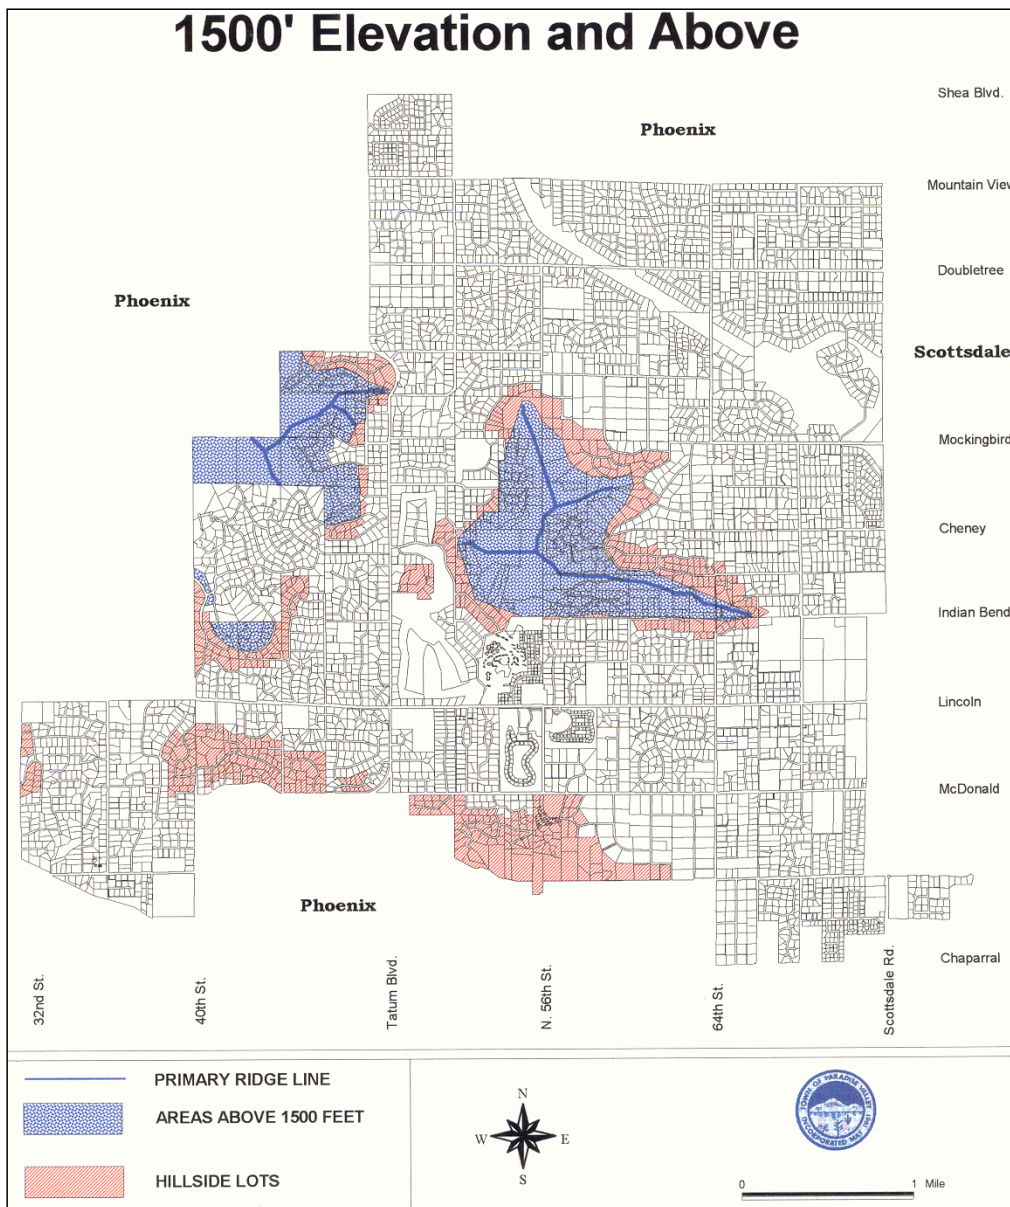 1500' Elevation and Above
Shea Blvd.
Phoenix
Mountain View
Doubletree
Phoenix
Scottsdale
Mockingbird
Cheney
Indian Bend
Lincoln
McDonald
Phoenix
Chaparral
32nd St.
40th St.
Tatum Blvd.
N. 56th St.
64th St.
Scottsdale Rd.
PRIMARY RIDGE LINE
AREAS ABOVE 1500 FEET
HILLSIDE LOTS
N
W
E
S
TOWN OF PARADISE VALLEY
INCORPORATED MAY 1961
0
1 Mile